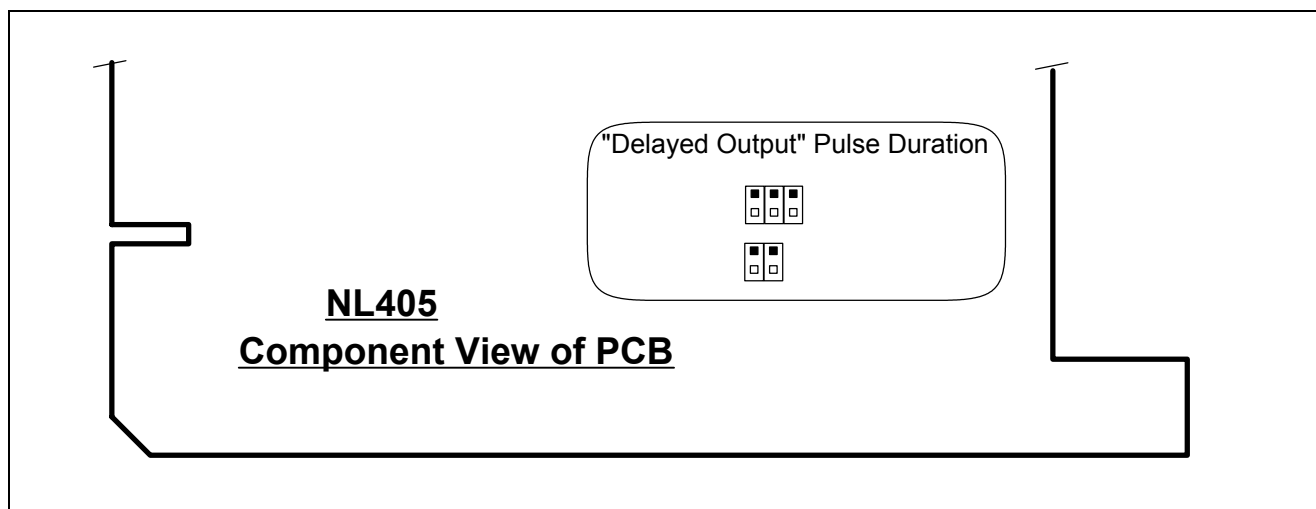 "Delayed Output" Pulse Duration
NL405
Component View of PCB